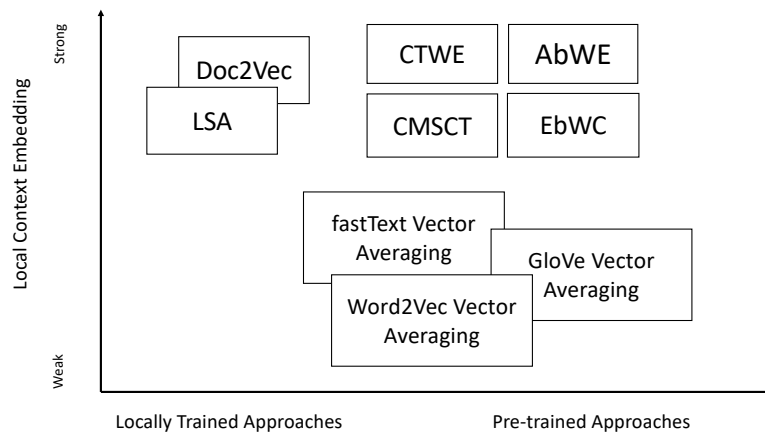 Strong
Local Context Embedding
Weak
Doc2Vec
LSA
CTWE
AbWE
CMSCT
EbWC
fastText Vector
Averaging
GloVe Vector
Averaging
Word2Vec Vector
Averaging
Locally Trained Approaches
Pre-trained Approaches